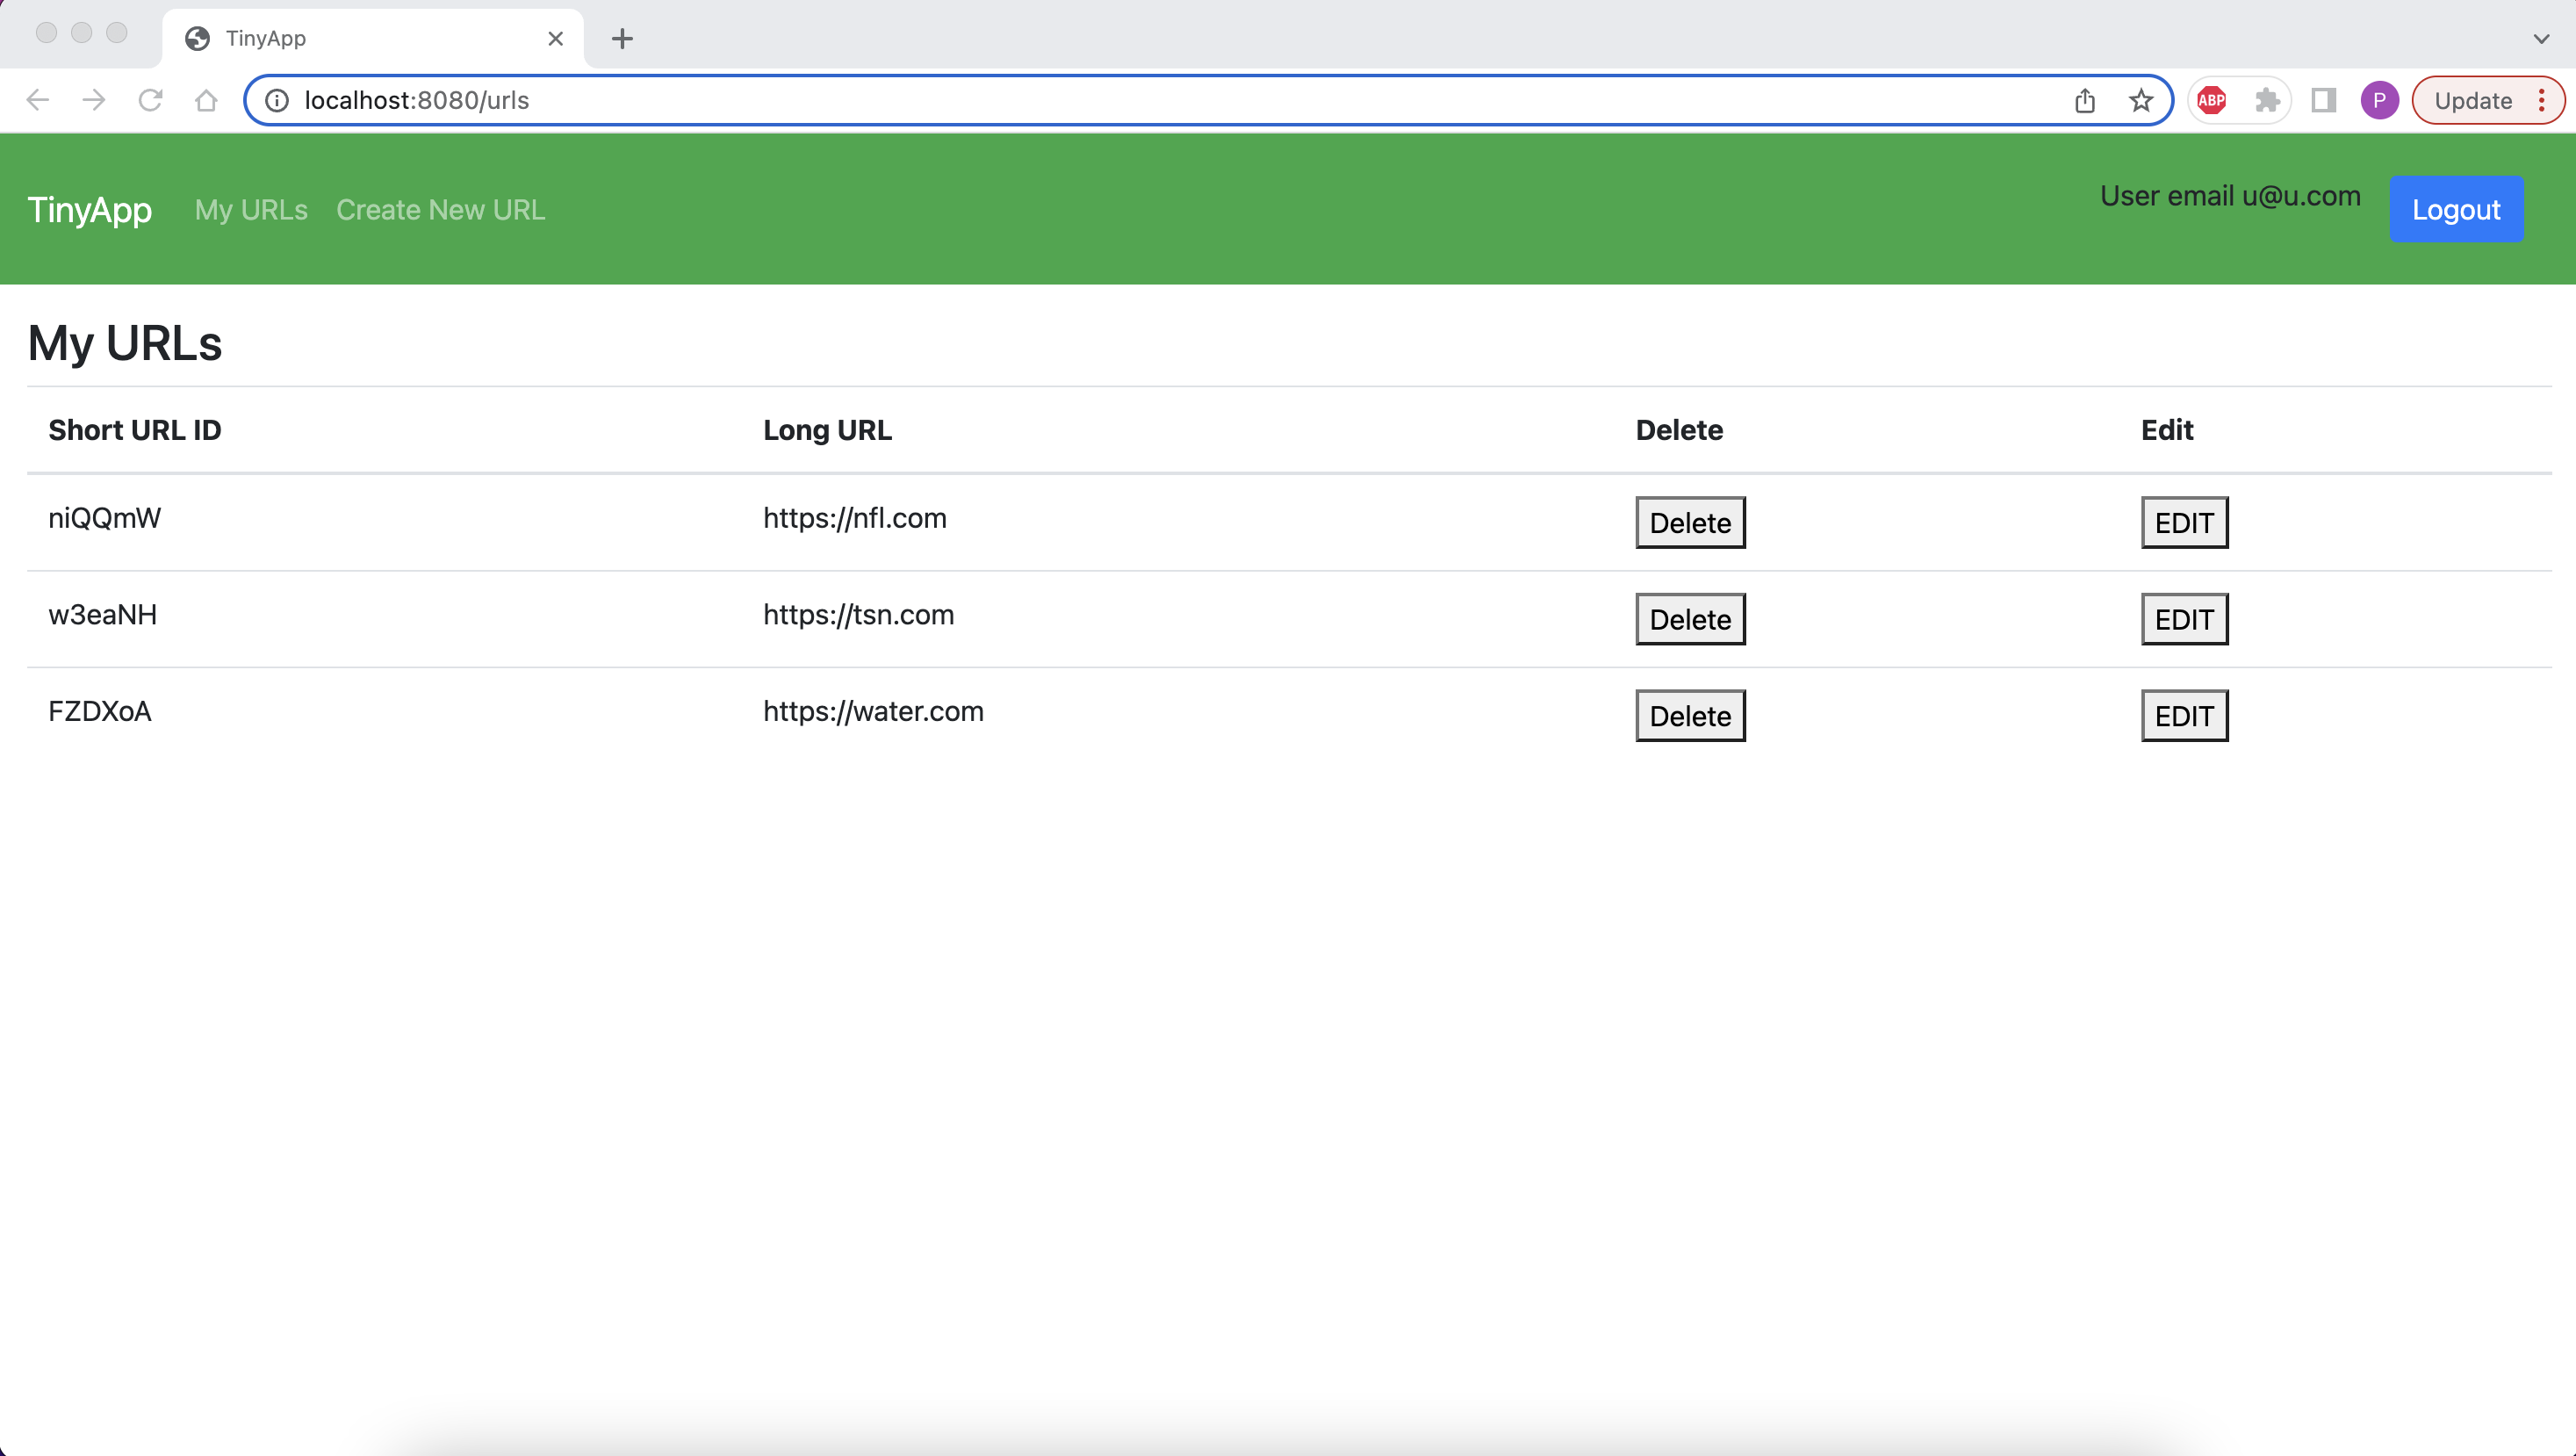 TinyApp
localhost:8080/urls
ABP
P
Update
TinyApp My URLs Create New URL User email u@u.com Logout
My URLs
Short URL ID Long URL Delete Edit
niQQmW https://nfl.com Delete EDIT
w3eaNH https://tsn.com Delete EDIT
FZDXoA https://water.com Delete EDIT